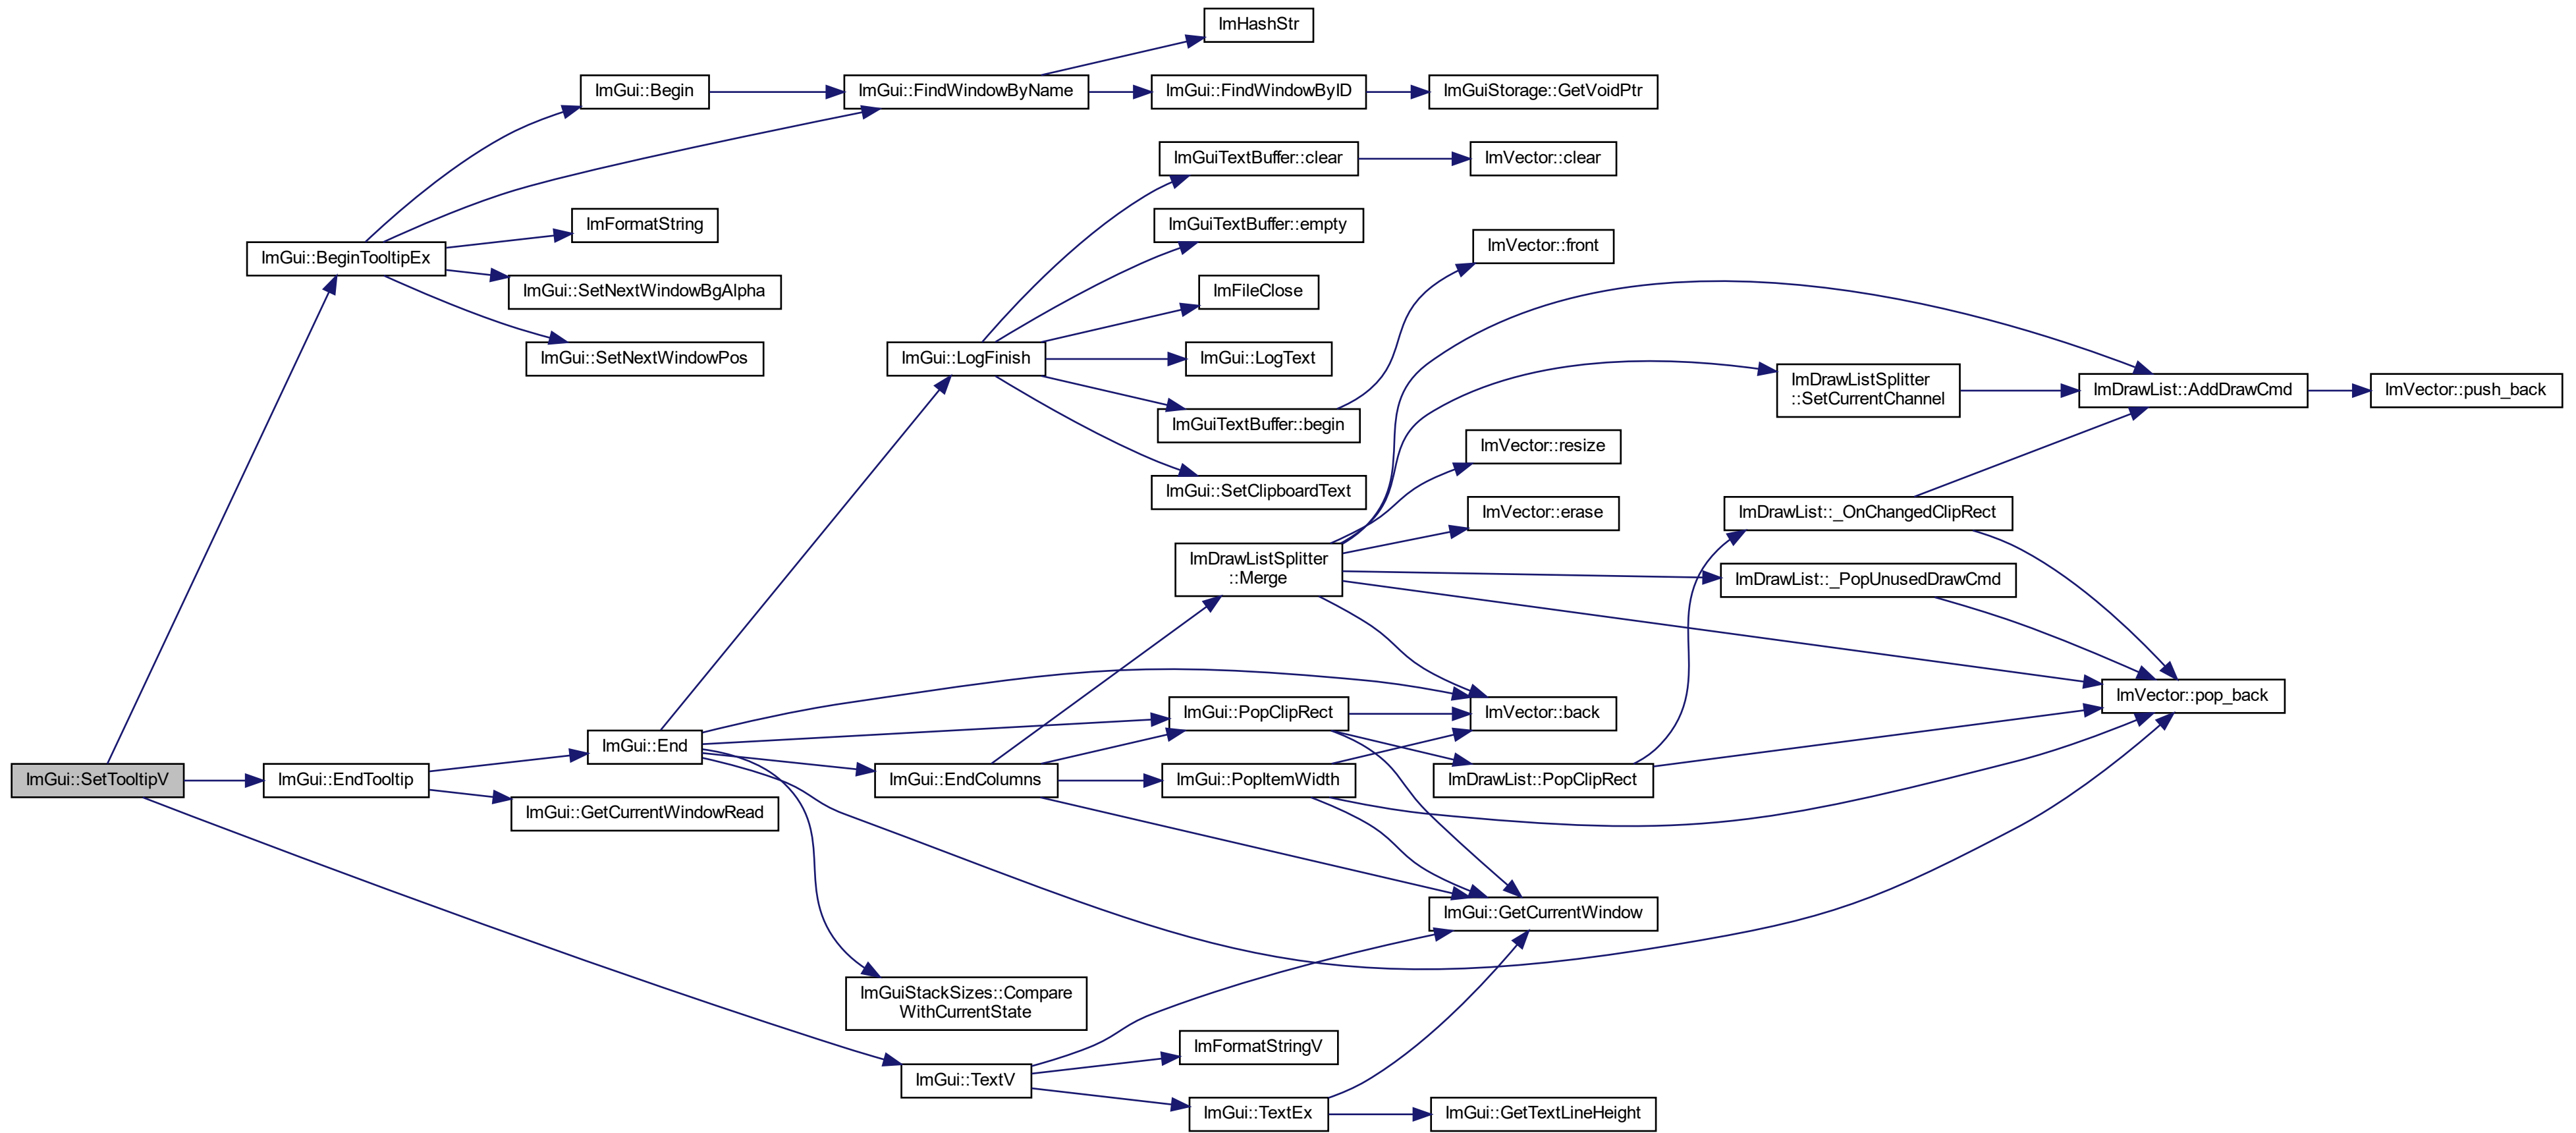 ImHashStr
ImGui::Begin
ImGui::FindWindowByName
ImGui::FindWindowByID
ImGuiStorage::GetVoidPtr
ImGuiTextBuffer::clear
ImVector::clear
ImFormatString
ImGuiTextBuffer::empty
ImVector::front
ImGui::BeginTooltipEx
ImGui::SetNextWindowBgAlpha
ImFileClose
ImGui::SetNextWindowPos
ImGui::LogFinish
ImGui::LogText
ImDrawListSplitter
::SetCurrentChannel
ImDrawList::AddDrawCmd
ImVector::push_back
ImGuiTextBuffer::begin
ImVector::resize
ImGui::SetClipboardText
ImVector::erase
ImDrawList::_OnChangedClipRect
ImDrawListSplitter
::Merge
ImDrawList::_PopUnusedDrawCmd
ImVector::pop_back
ImGui::PopClipRect
ImVector::back
ImGui::End
ImGui::SetTooltipV
ImGui::EndTooltip
ImGui::EndColumns
ImGui::PopItemWidth
ImDrawList::PopClipRect
ImGui::GetCurrentWindowRead
ImGui::GetCurrentWindow
ImGuiStackSizes::Compare
WithCurrentState
ImFormatStringV
ImGui::TextV
ImGui::TextEx
ImGui::GetTextLineHeight